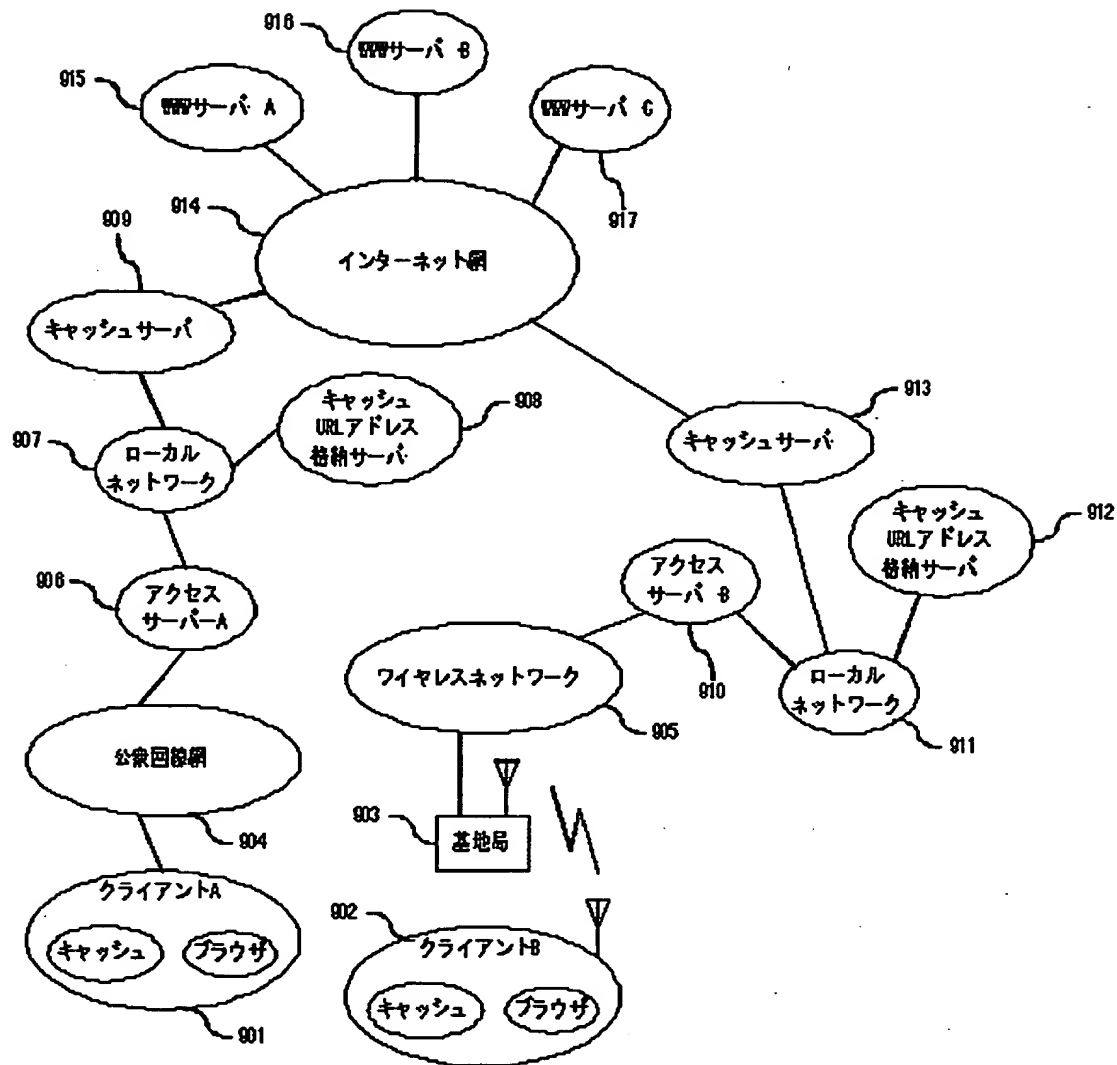 916
WWWサーバ B
915
WWWサーバ A
WWWサーバ C
917
914
インターネット網
909
キャッシュサーバ
キャッシュ
URLアドレス
格納サーバ
908
907
ローカル
ネットワーク
913
キャッシュサーバ
キャッシュ
URLアドレス
格納サーバ
912
906
アクセス
サーバーA
アクセス
サーバ B
910
ワイヤレスネットワーク
905
ローカル
ネットワーク
911
公衆回線網
904
903
基地局
クライアントA
キャッシュ
ブラウザ
901
902
クライアントB
キャッシュ
ブラウザ